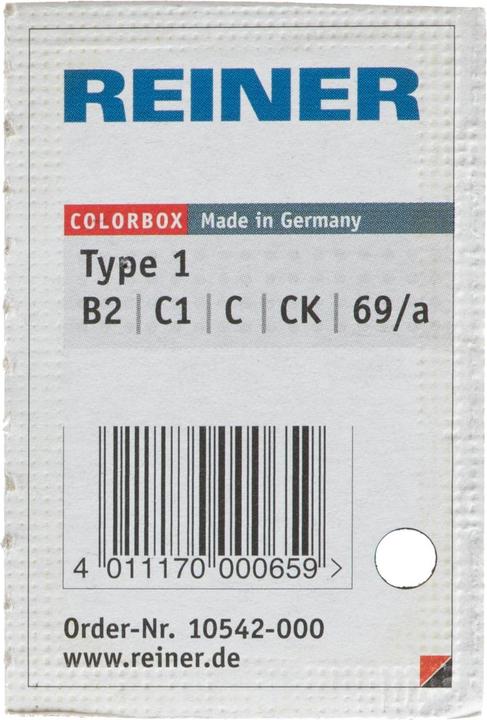 REINER
COLORBOX Made in Germany
Type 1
B2 | C1 | C | CK | 69/a
4 011170 000659 >
Order-Nr. 10542-000
www.reiner.de